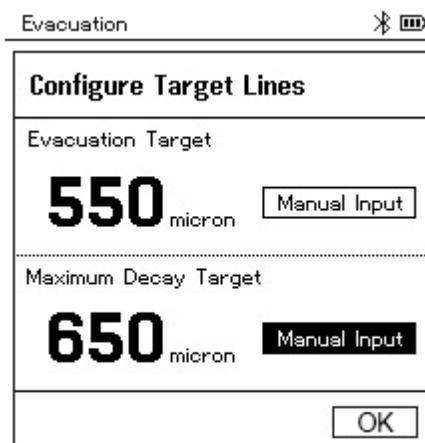 Evacuation
Configure Target Lines
Evacuation Target
550 micron Manual Input
Maximum Decay Target
650 micron Manual Input
OK